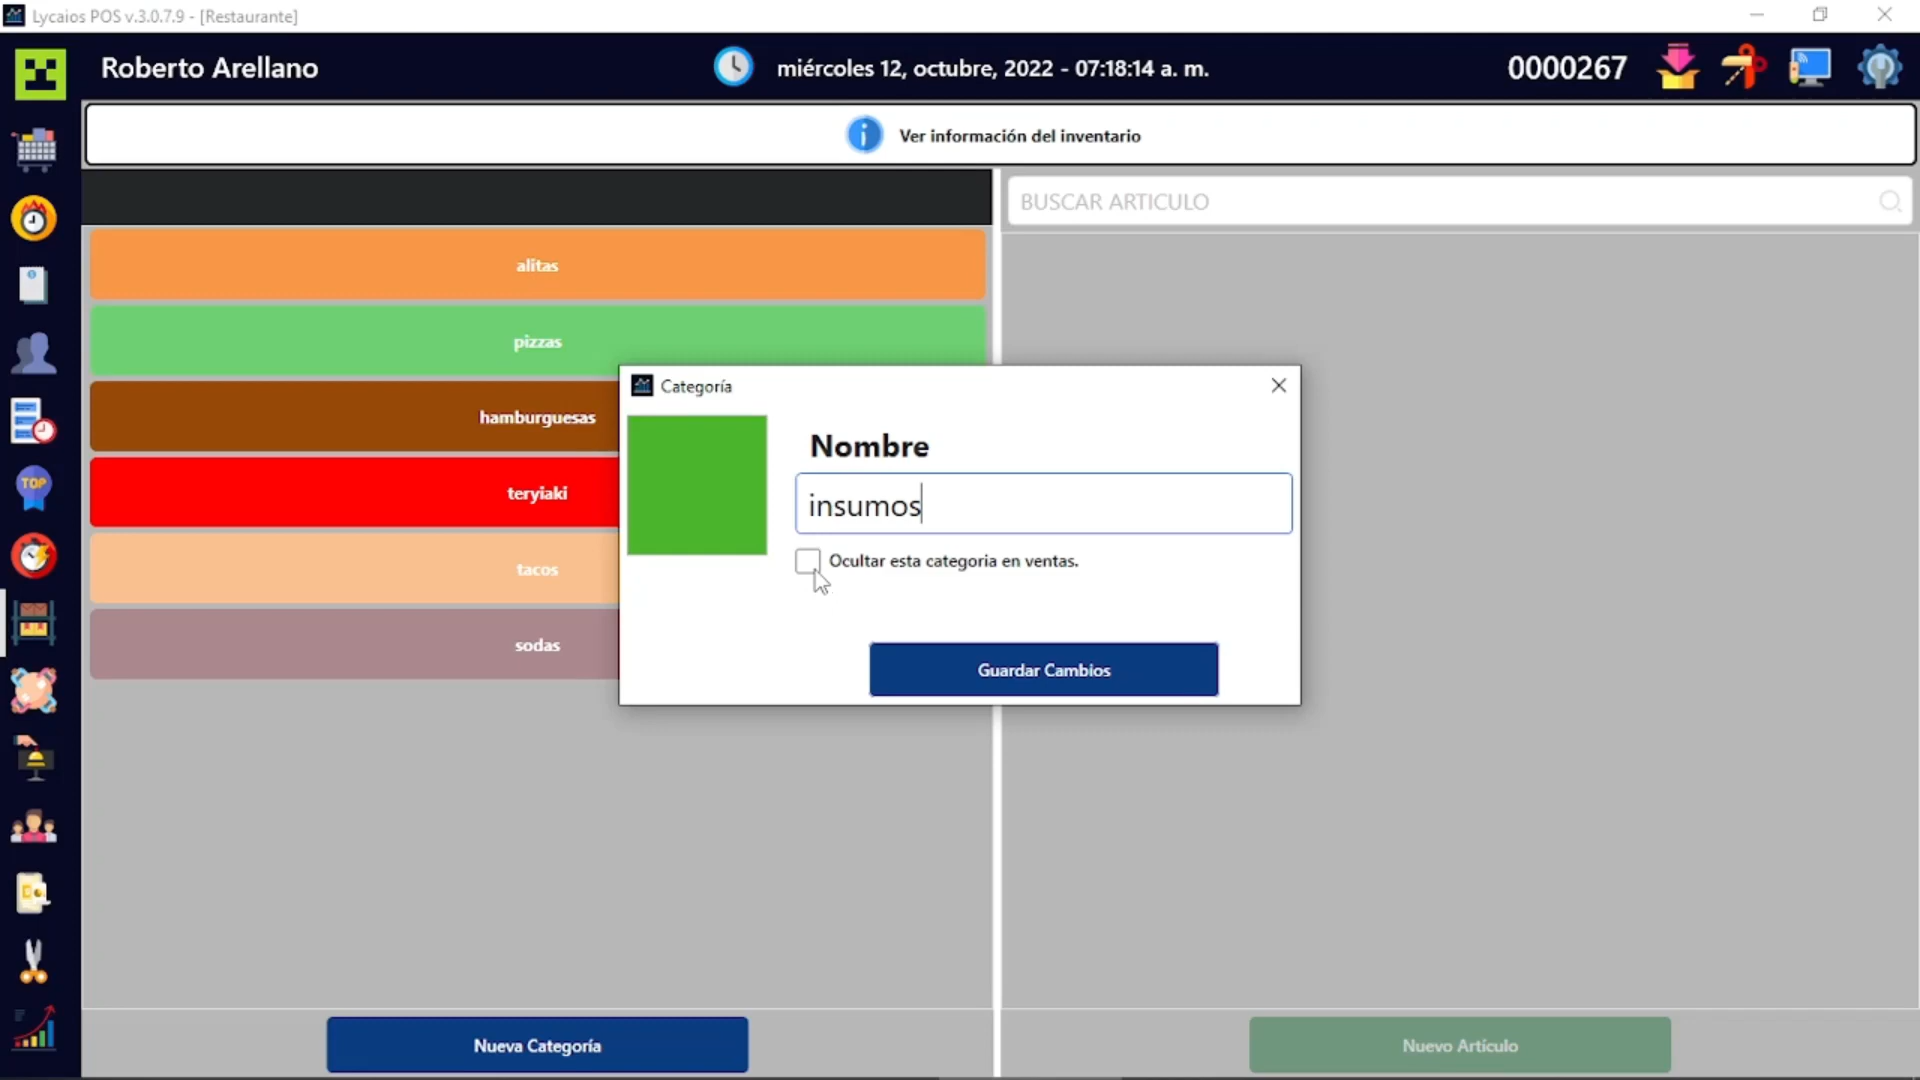 Lycaios POS v.3.0.7.9 - [Restaurante]
Roberto Arellano
miércoles 12, octubre, 2022 - 07:18:14 a. m.
0000267
Ver información del inventario
BUSCAR ARTICULO
alitas
pizzas
hamburguesas
teryiaki
tacos
sodas
Categoría
Nombre
insumos
Ocultar esta categoria en ventas.
Guardar Cambios
TOP
Nueva Categoría
Nuevo Artículo